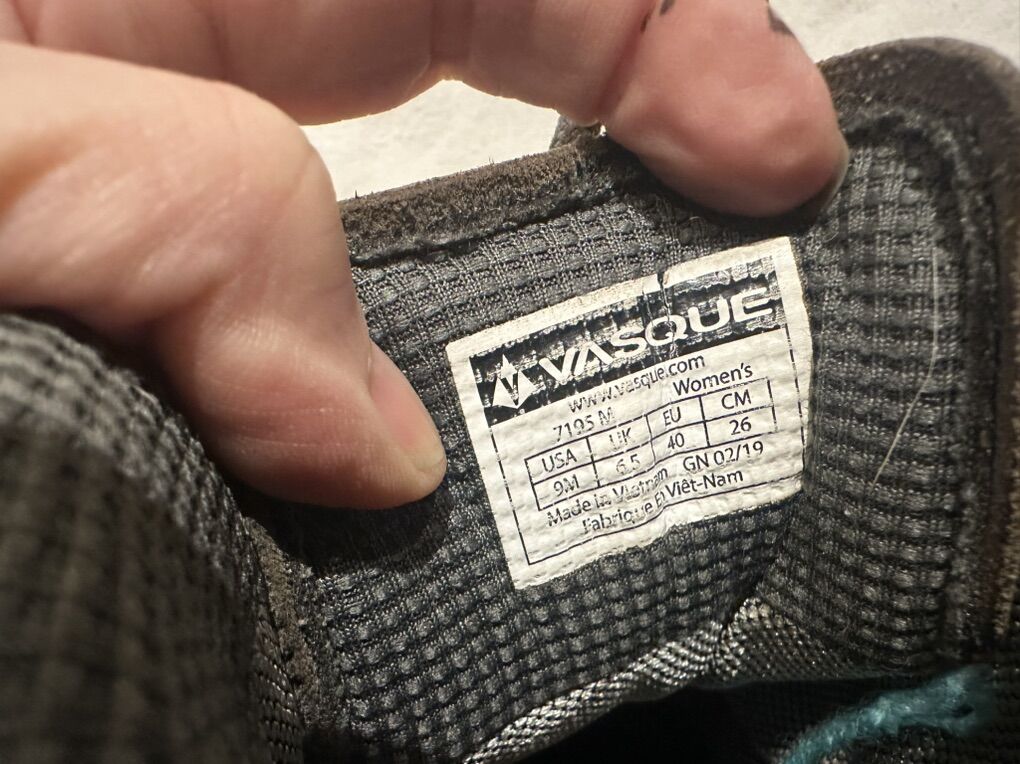 VASQUE
www.vasque.com
7195 M Women's
USA UK EU CM
9M 6.5 40 26
Made in Vietnam GN 02/19
Fabriqué En Viêt-Nam